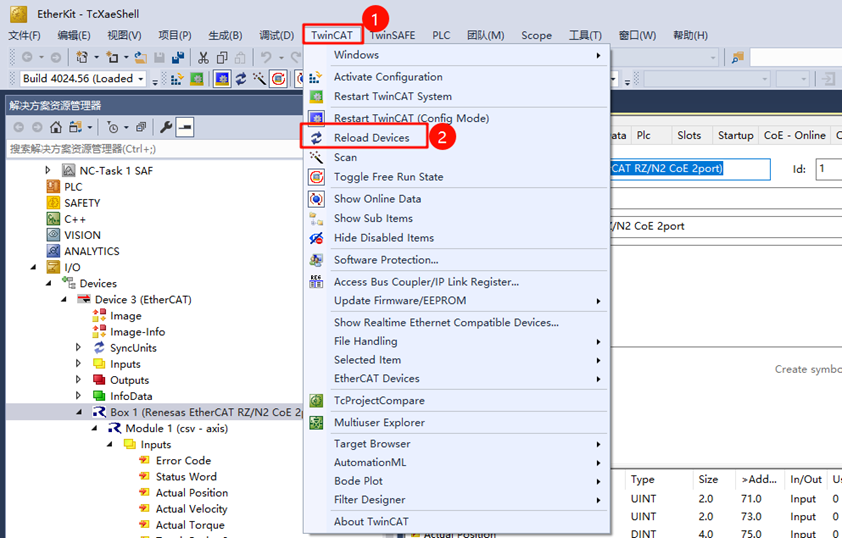 EtherKit - TcXaeShell
文件(F) 编辑(E) 视图(V) 项目(P) 生成(B) 调试(D) TwinCAT TwinSAFE PLC 团队(M) Scope 工具(T) 窗口(W) 帮助(H)
1
Build 4024.56 (Loaded
解决方案资源管理器
搜索解决方案资源管理器(Ctrl+;)
NC-Task 1 SAF
PLC
SAFETY
C++
VISION
ANALYTICS
I/O
Devices
Device 3 (EtherCAT)
Image
Image-Info
SyncUnits
Inputs
Outputs
InfoData
Box 1 (Renesas EtherCAT RZ/N2 CoE 2p
Module 1 (csv - axis)
Inputs
Error Code
Status Word
Actual Position
Actual Velocity
Actual Torque
Windows
Activate Configuration
Restart TwinCAT System
Restart TwinCAT (Config Mode)
Reload Devices
2
Scan
Toggle Free Run State
Show Online Data
Show Sub Items
Hide Disabled Items
Software Protection...
Access Bus Coupler/IP Link Register...
Update Firmware/EEPROM
Show Realtime Ethernet Compatible Devices...
File Handling
Selected Item
EtherCAT Devices
TcProjectCompare
Multiuser Explorer
Target Browser
AutomationML
Bode Plot
Filter Designer
About TwinCAT
ata Plc Slots Startup CoE - Online C
CAT RZ/N2 CoE 2port) Id: 1
/N2 CoE 2port
Create symbo
Type Size >Add... In/Out Us
UINT 2.0 71.0 Input 0
UINT 2.0 73.0 Input 0
Actual Position DINT 4.0 75.0 Input 0